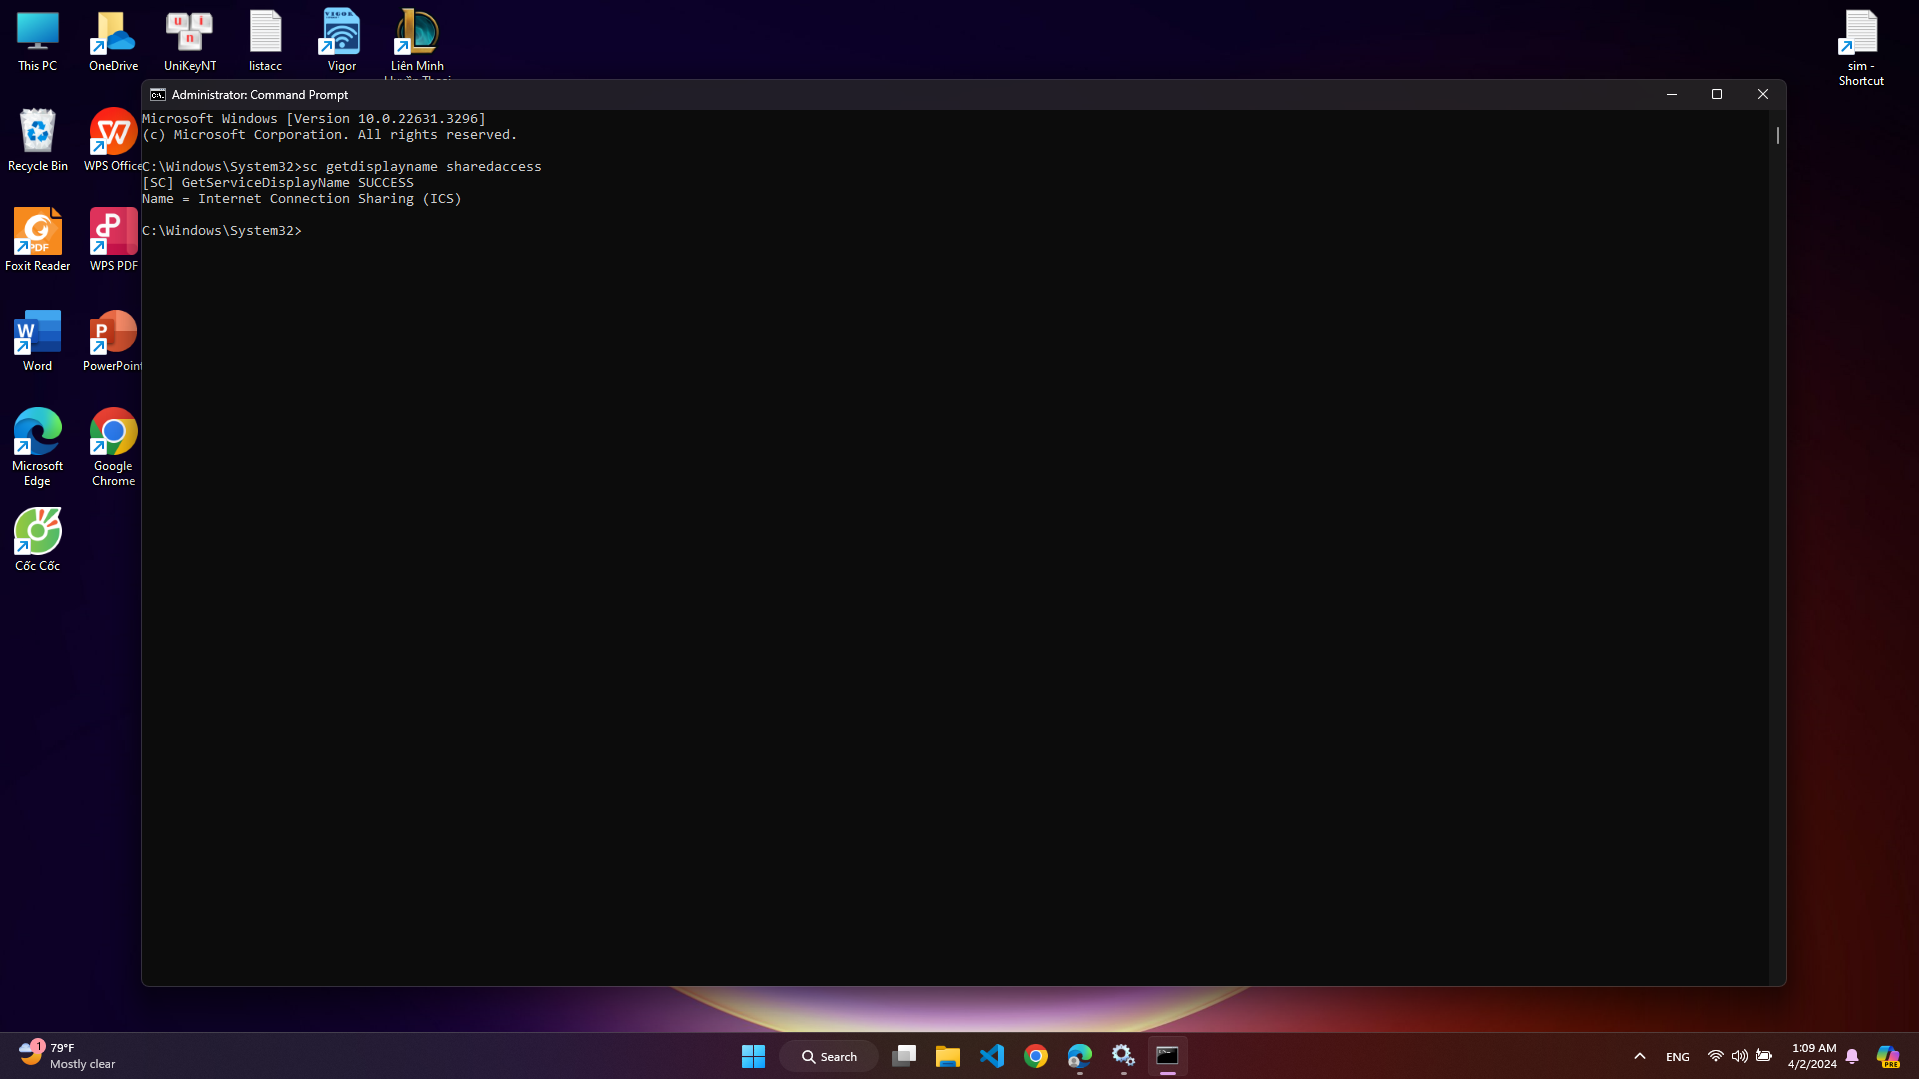 This PC
OneDrive
UniKeyNT
listacc
Vigor
Liên Minh
sim -
Shortcut
Administrator: Command Prompt
Microsoft Windows [Version 10.0.22631.3296]
(c) Microsoft Corporation. All rights reserved.
C:\Windows\System32>sc getdisplayname sharedaccess
[SC] GetServiceDisplayName SUCCESS
Name = Internet Connection Sharing (ICS)
C:\Windows\System32>
Recycle Bin
WPS Office
Foxit Reader
WPS PDF
Word
PowerPoint
Microsoft
Edge
Google
Chrome
Cốc Cốc
79°F
Mostly clear
Search
ENG
1:09 AM
4/2/2024